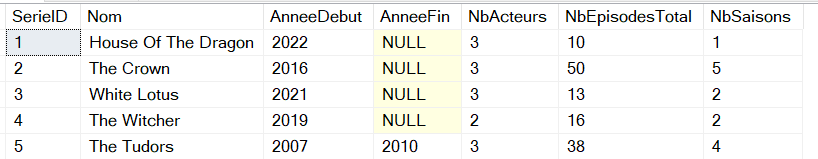 SerieID Nom AnneeDebut AnneeFin NbActeurs NbEpisodesTotal NbSaisons
1 House Of The Dragon 2022 NULL 3 10 1
2 The Crown 2016 NULL 3 50 5
3 White Lotus 2021 NULL 3 13 2
4 The Witcher 2019 NULL 2 16 2
5 The Tudors 2007 2010 3 38 4